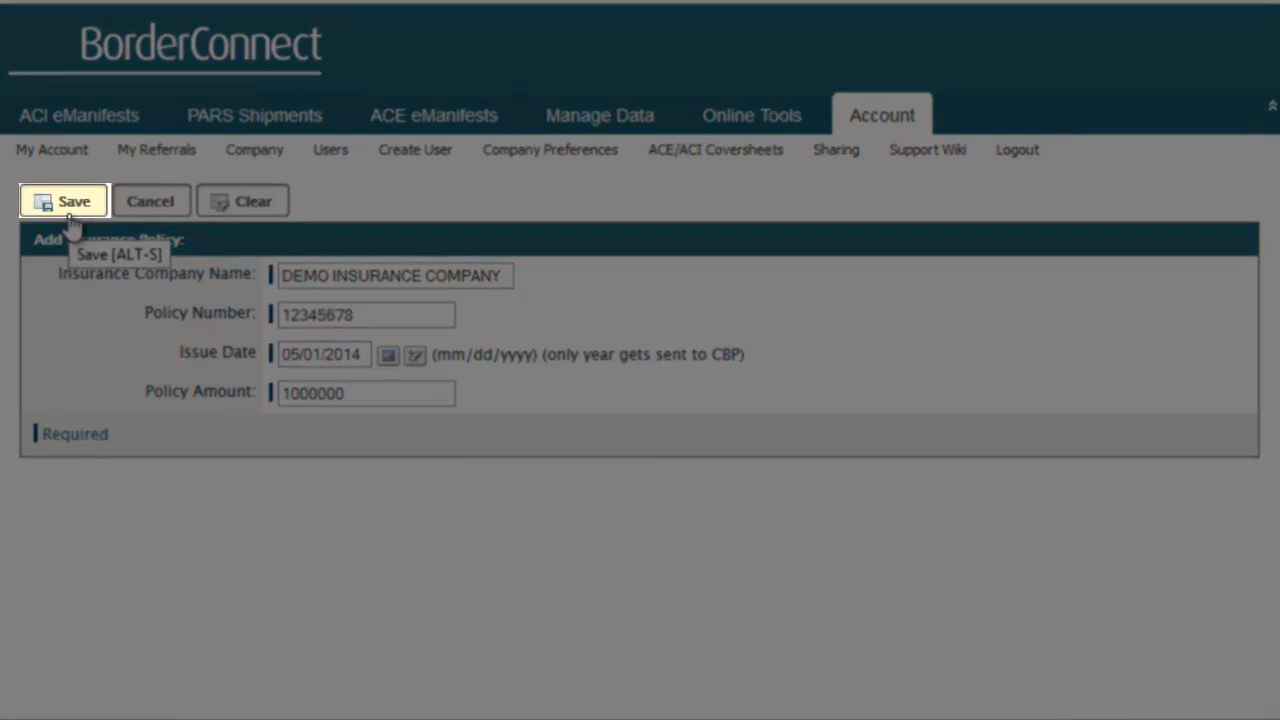 BorderConnect
ACI eManifests PARS Shipments ACE eManifests Manage Data Online Tools Account
My Account My Referrals Company Users Create User Company Preferences ACE/ACI Coversheets Sharing Support Wiki Logout
Save Cancel Clear
Add Insurance Policy:
Save [ALT-S]
Insurance Company Name: DEMO INSURANCE COMPANY
Policy Number: 12345678
Issue Date 05/01/2014 (mm/dd/yyyy) (only year gets sent to CBP)
Policy Amount: 1000000
Required